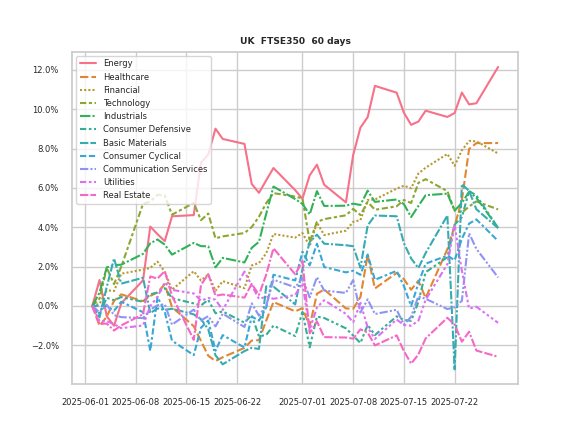 UK FTSE350 60 days
12.0%
10.0%
8.0%
6.0%
4.0%
2.0%
0.0%
−2.0%
Energy
Healthcare
Financial
Technology
Industrials
Consumer Defensive
Basic Materials
Consumer Cyclical
Communication Services
Utilities
Real Estate
2025-06-01 2025-06-08 2025-06-15 2025-06-22 2025-07-01 2025-07-08 2025-07-15 2025-07-22